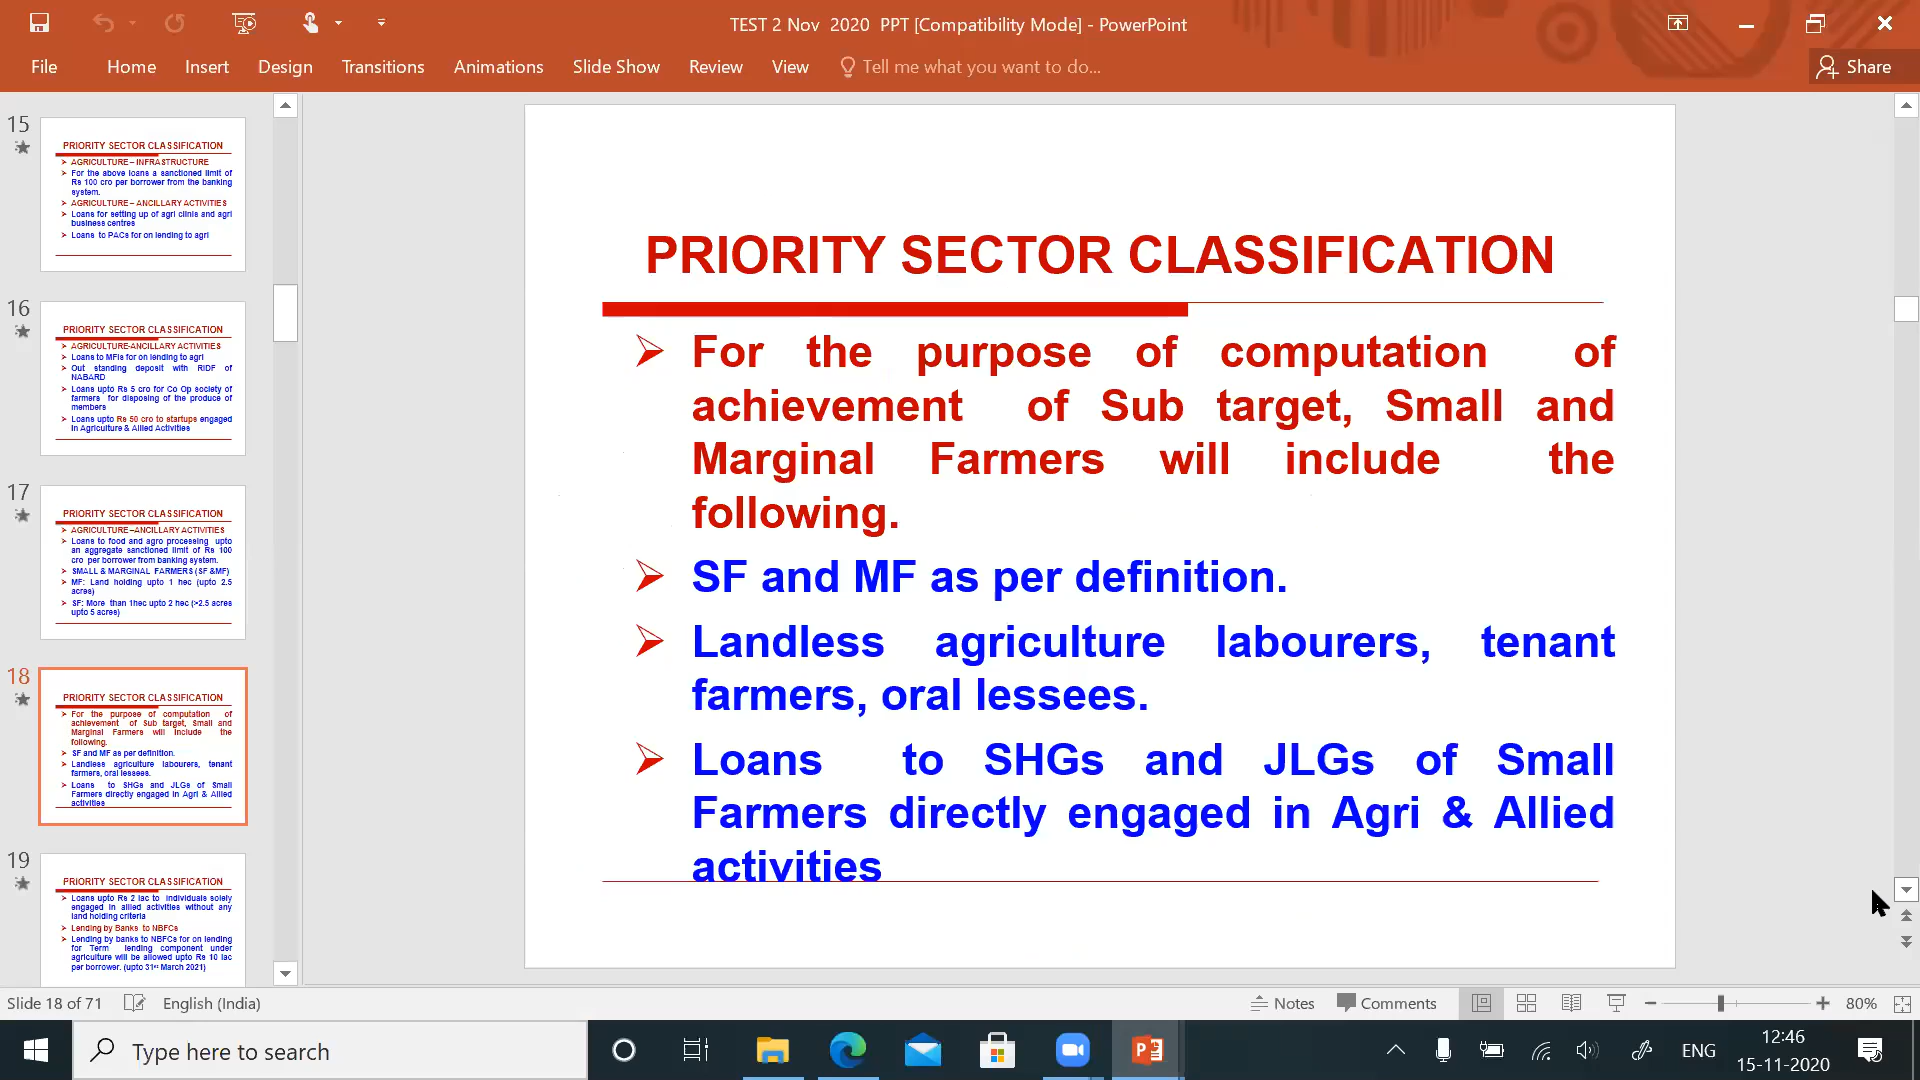 TEST 2 Nov 2020 PPT [Compatibility Mode] - PowerPoint
File Home Insert Design Transitions Animations Slide Show Review View Tell me what you want to do... Share
15
PRIORITY SECTOR CLASSIFICATION
AGRICULTURE – INFRASTRUCTURE
For the above loans a sanctioned limit of
Rs 100 cro per borrower from the banking
system.
AGRICULTURE – ANCILLARY ACTIVITIES
Loans for setting up of agri clinis and agri
business centres
Loans to PACs for on lending to agri
16
PRIORITY SECTOR CLASSIFICATION
AGRICULTURE-ANCILLARY ACTIVITIES
Loans to MFIs for on lending to agri
Out standing deposit with RIDF of
NABARD
Loans upto Rs 5 cro for Co Op society of
farmers for disposing of the produce of
members
Loans upto Rs 50 cro to startups engaged
in Agriculture & Allied Activities
17
PRIORITY SECTOR CLASSIFICATION
AGRICULTURE –ANCILLARY ACTIVITIES
Loans to food and agro processing upto
an aggregate sanctioned limit of Rs 100
cro per borrower from banking system.
SMALL & MARGINAL FARMERS (SF &MF)
MF: Land holding upto 1 hec (upto 2.5
acres)
SF: More than 1hec upto 2 hec (>2.5 acres
upto 5 acres)
18
PRIORITY SECTOR CLASSIFICATION
For the purpose of computation of
achievement of Sub target, Small and
Marginal Farmers will include the
following.
SF and MF as per definition.
Landless agriculture labourers, tenant
farmers, oral lessees.
Loans to SHGs and JLGs of Small
Farmers directly engaged in Agri & Allied
activities
19
PRIORITY SECTOR CLASSIFICATION
Loans upto Rs 2 lac to individuals solely
engaged in allied activities without any
land holding criteria
Lending by Banks to NBFCs
Lending by banks to NBFCs for on lending
for Term lending component under
agriculture will be allowed upto Rs 10 lac
per borrower. (upto 31st March 2021)
PRIORITY SECTOR CLASSIFICATION
For the purpose of computation of
achievement of Sub target, Small and
Marginal Farmers will include the
following.
SF and MF as per definition.
Landless agriculture labourers, tenant
farmers, oral lessees.
Loans to SHGs and JLGs of Small
Farmers directly engaged in Agri & Allied
activities
Slide 18 of 71 English (India) Notes Comments 80%
Type here to search ENG 12:46
15-11-2020